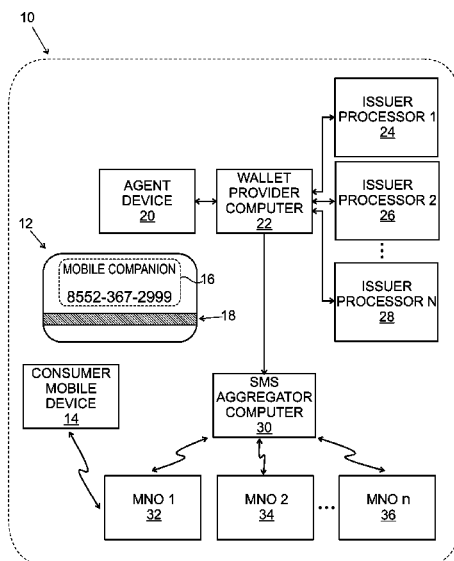 10
ISSUER
PROCESSOR 1
24
AGENT
DEVICE
20
WALLET
PROVIDER
COMPUTER
22
ISSUER
PROCESSOR 2
26
12
MOBILE COMPANION
16
8552-367-2999
18
ISSUER
PROCESSOR N
28
CONSUMER
MOBILE
DEVICE
14
SMS
AGGREGATOR
COMPUTER
30
MNO 1
32
MNO 2
34
MNO n
36